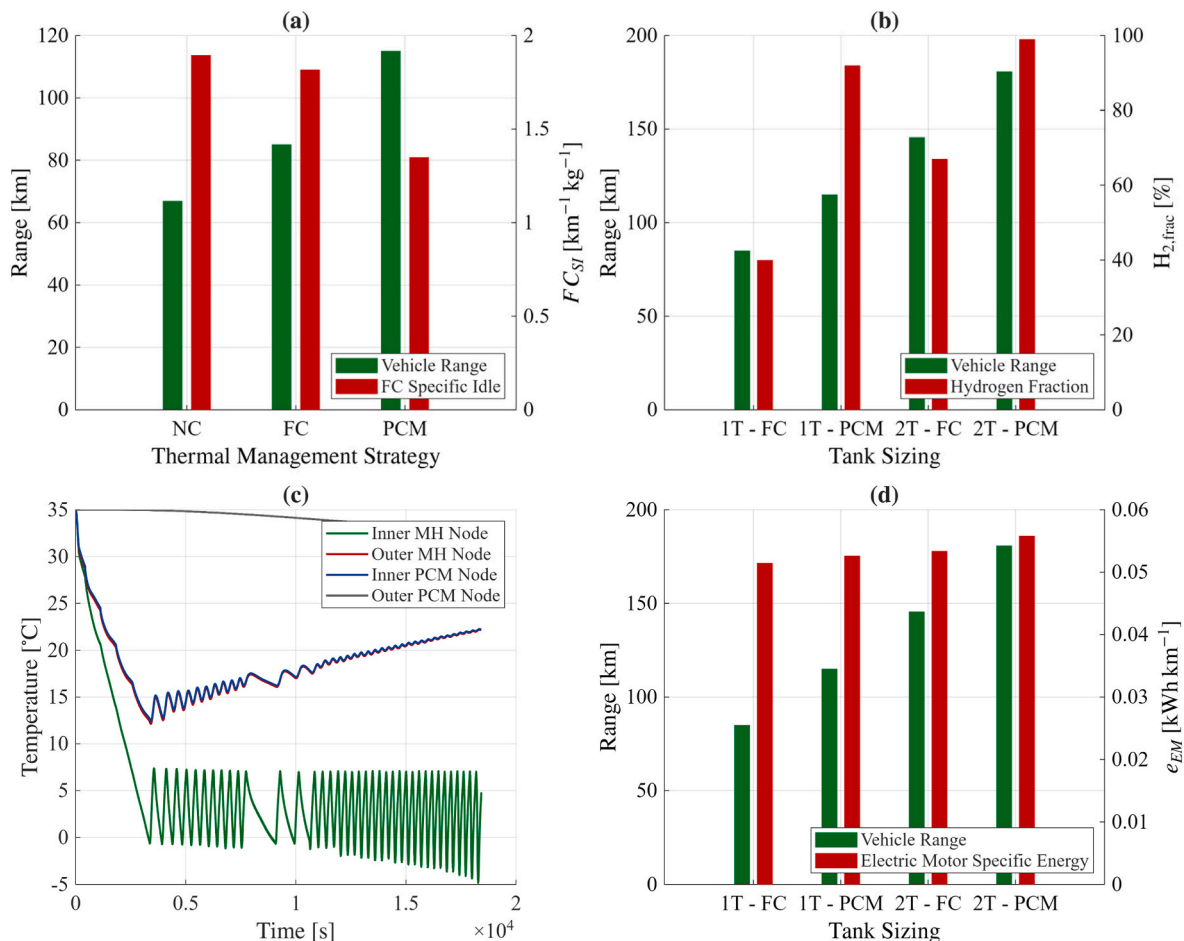 (a)
120
100
80
60
40
20
0
Range [km]
2
1.5
1
0.5
0
FC_SI [km⁻¹ kg⁻¹]
Vehicle Range
FC Specific Idle
NC FC PCM
Thermal Management Strategy
(b)
200
150
100
50
0
Range [km]
100
80
60
40
20
0
H₂,frac [%]
Vehicle Range
Hydrogen Fraction
1T - FC 1T - PCM 2T - FC 2T - PCM
Tank Sizing
(c)
35
30
25
20
15
10
5
0
-5
Temperature [°C]
Inner MH Node
Outer MH Node
Inner PCM Node
Outer PCM Node
0 0.5 1 1.5 2
Time [s]
×10⁴
(d)
200
150
100
50
0
Range [km]
0.06
0.05
0.04
0.03
0.02
0.01
0
e_EM [kWh km⁻¹]
Vehicle Range
Electric Motor Specific Energy
1T - FC 1T - PCM 2T - FC 2T - PCM
Tank Sizing